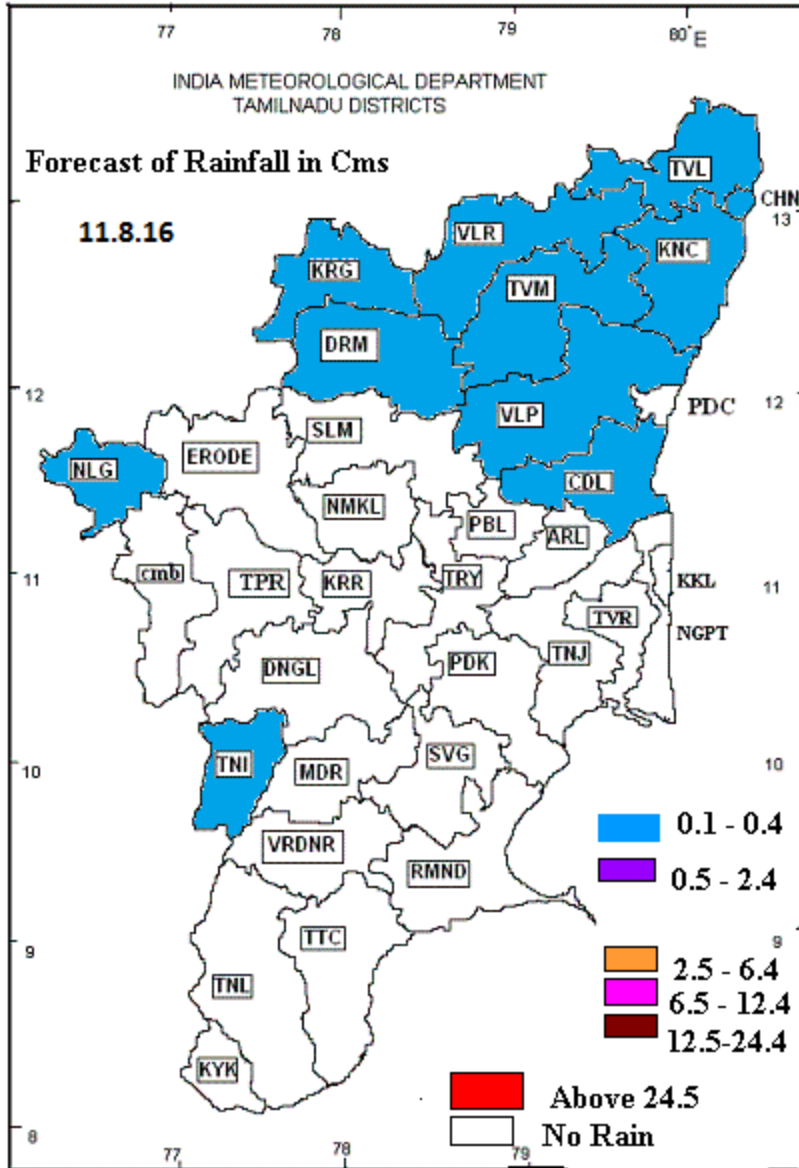 77 78 79 80° E
INDIA METEOROLOGICAL DEPARTMENT
TAMILNADU DISTRICTS
Forecast of Rainfall in Cms
TVL
CHN
13
11.8.16
VLR
KNC
KRG
TVM
DRM
12
12
PDC
VLP
SLM
ERODE
NLG
CDL
NMKL
PBL
ARL
cmb
TPR
KRR
TRY
11
11
KKL
TVR
NGPT
TNJ
DNGL
PDK
TNI
MDR
SVG
10
10
0.1 - 0.4
VRDNR
RMND
0.5 - 2.4
TTC
9
9
2.5 - 6.4
TNL
6.5 - 12.4
12.5-24.4
KYK
Above 24.5
No Rain
8
77 78 79